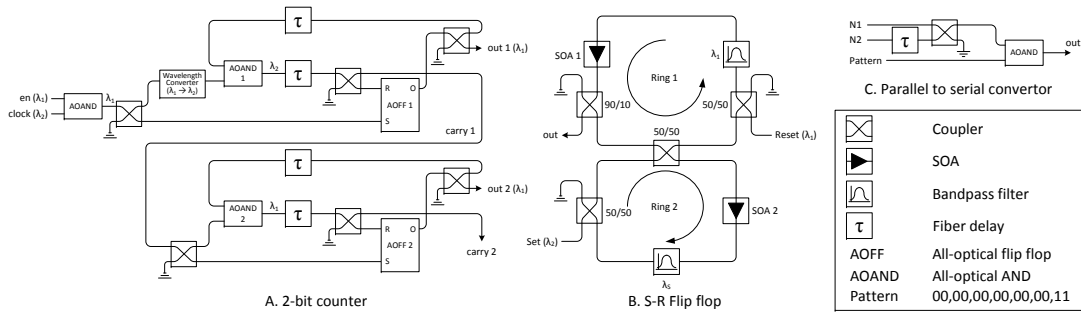 τ
out 1 (λ₁)
Wavelength
Converter
(λ₁ → λ₂)
AOAND
1
λ₂
τ
en (λ₁)
clock (λ₂)
AOAND
λ₁
R O
AOFF 1
S
carry 1
τ
out 2 (λ₁)
AOAND
2
λ₁
τ
R O
AOFF 2
S
carry 2
A. 2-bit counter
SOA 1
Ring 1
λ₁
90/10
50/50
out
Reset (λ₁)
50/50
50/50
Ring 2
SOA 2
Set (λ₂)
λₛ
B. S-R Flip flop
N1
N2
τ
Pattern
AOAND
out
C. Parallel to serial convertor
Coupler
SOA
Bandpass filter
τ Fiber delay
AOFF All-optical flip flop
AOAND All-optical AND
Pattern 00,00,00,00,00,00,11